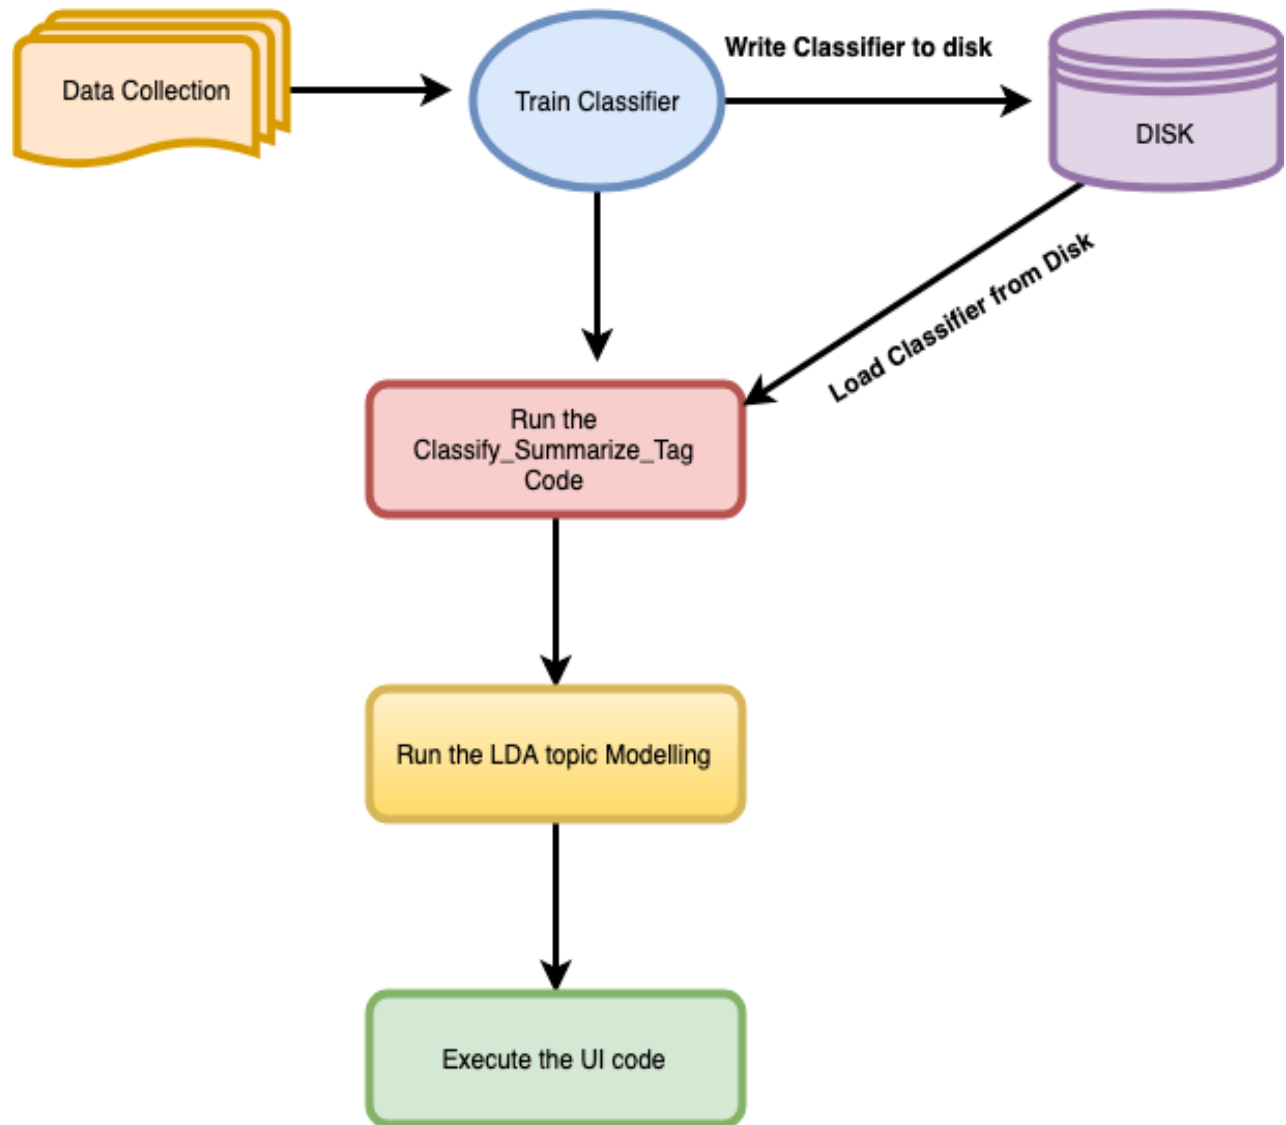 Data Collection
Train Classifier
Write Classifier to disk
DISK
Load Classifier from Disk
Run the
Classify_Summarize_Tag
Code
Run the LDA topic Modelling
Execute the UI code